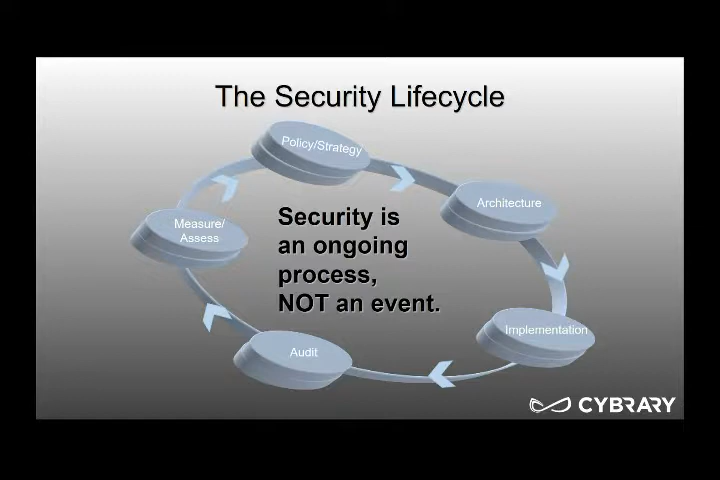 The Security Lifecycle
Policy/Strategy
Architecture
Implementation
Audit
Measure/
Assess
Security is
an ongoing
process,
NOT an event.
CYBRARY